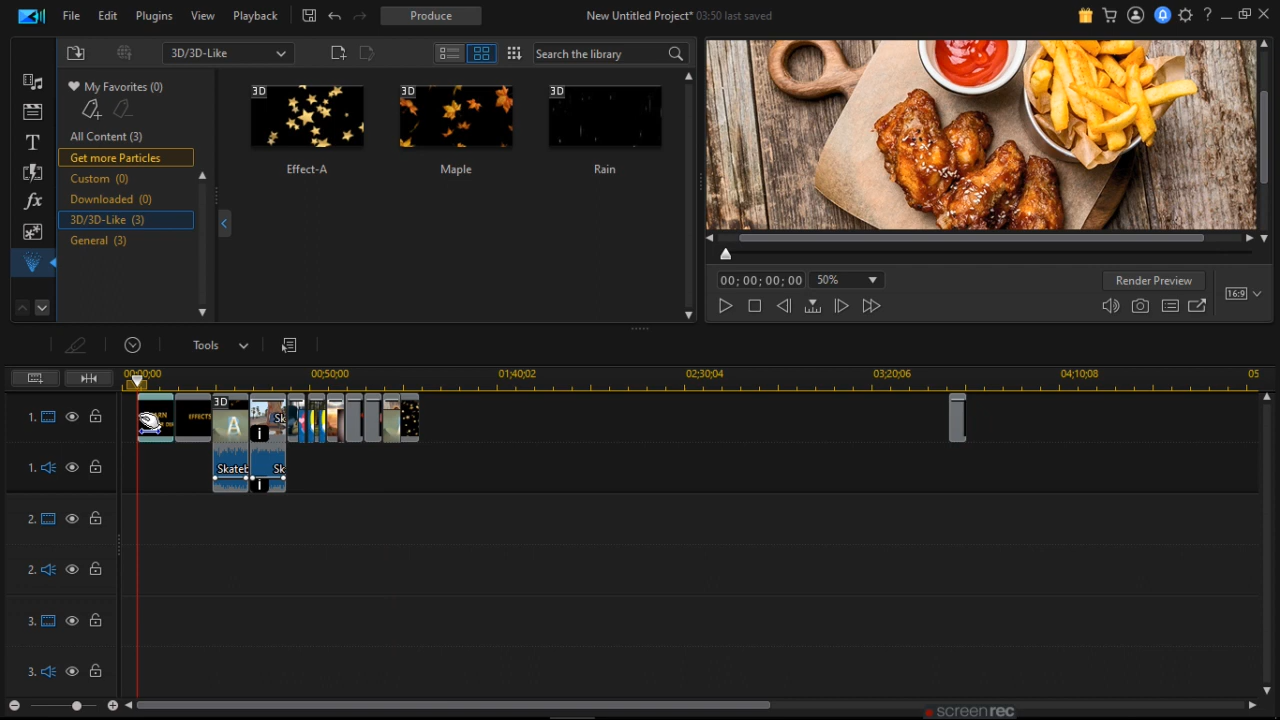 File Edit Plugins View Playback Produce New Untitled Project* 03:50 last saved
3D/3D-Like Search the library
My Favorites (0)
All Content (3)
Get more Particles
Custom (0)
Downloaded (0)
3D/3D-Like (3)
General (3)
3D 3D 3D
Effect-A Maple Rain
00; 00; 00; 00 50% Render Preview 16:9
Tools
00;00;00 00;50;00 01;40;02 02;30;04 03;20;06 04;10;08 05
1. EFFECTS 3D A Sk
i
1. Skateb Sk
i
2.
2.
3.
3.
screenrec